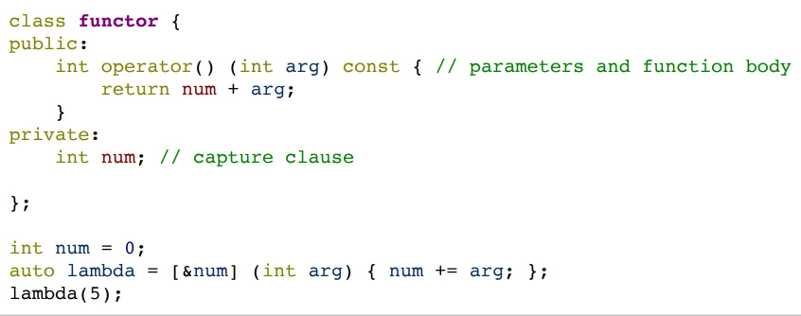 class functor {
public:
    int operator() (int arg) const { // parameters and function body
        return num + arg;
    }
private:
    int num; // capture clause
};
int num = 0;
auto lambda = [&num] (int arg) { num += arg; };
lambda(5);